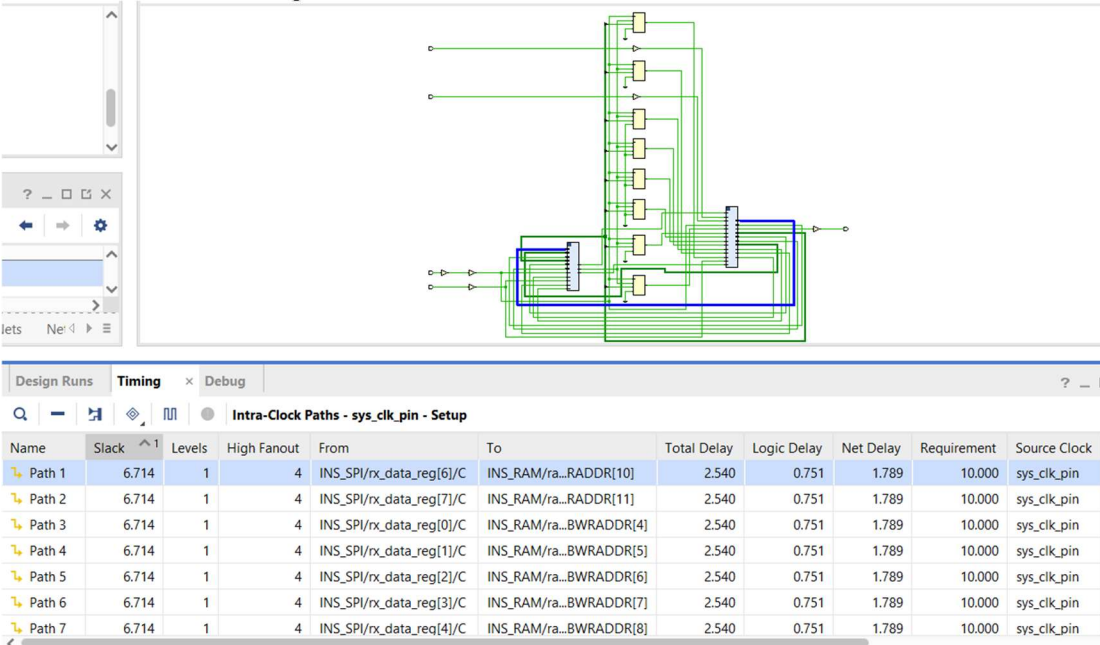 ? _ □
lets Net
Design Runs Timing × Debug ? _
Intra-Clock Paths - sys_clk_pin - Setup
Name Slack ^1 Levels High Fanout From To Total Delay Logic Delay Net Delay Requirement Source Clock
Path 1 6.714 1 4 INS_SPI/rx_data_reg[6]/C INS_RAM/ra...RADDR[10] 2.540 0.751 1.789 10.000 sys_clk_pin
Path 2 6.714 1 4 INS_SPI/rx_data_reg[7]/C INS_RAM/ra...RADDR[11] 2.540 0.751 1.789 10.000 sys_clk_pin
Path 3 6.714 1 4 INS_SPI/rx_data_reg[0]/C INS_RAM/ra...BWRADDR[4] 2.540 0.751 1.789 10.000 sys_clk_pin
Path 4 6.714 1 4 INS_SPI/rx_data_reg[1]/C INS_RAM/ra...BWRADDR[5] 2.540 0.751 1.789 10.000 sys_clk_pin
Path 5 6.714 1 4 INS_SPI/rx_data_reg[2]/C INS_RAM/ra...BWRADDR[6] 2.540 0.751 1.789 10.000 sys_clk_pin
Path 6 6.714 1 4 INS_SPI/rx_data_reg[3]/C INS_RAM/ra...BWRADDR[7] 2.540 0.751 1.789 10.000 sys_clk_pin
Path 7 6.714 1 4 INS_SPI/rx_data_reg[4]/C INS_RAM/ra...BWRADDR[8] 2.540 0.751 1.789 10.000 sys_clk_pin